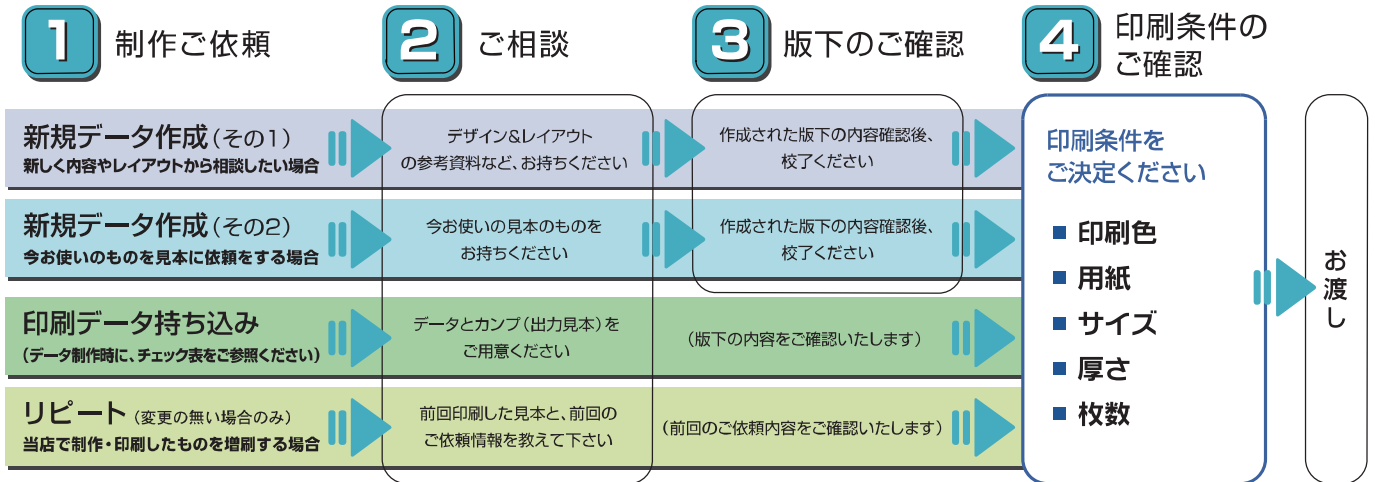 1 制作ご依頼
2 ご相談
3 版下のご確認
4 印刷条件の
ご確認
新規データ作成(その1)
新しく内容やレイアウトから相談したい場合
デザイン&レイアウト
の参考資料など、お持ちください
作成された版下の内容確認後、
校了ください
新規データ作成(その2)
今お使いのものを見本に依頼をする場合
今お使いの見本のものを
お持ちください
作成された版下の内容確認後、
校了ください
印刷データ持ち込み
(データ制作時に、チェック表をご参照ください)
データとカンプ(出力見本)を
ご用意ください
(版下の内容をご確認いたします)
リピート(変更の無い場合のみ)
当店で制作・印刷したものを増刷する場合
前回印刷した見本と、前回の
ご依頼情報を教えて下さい
(前回のご依頼内容をご確認いたします)
印刷条件を
ご決定ください
印刷色
用紙
サイズ
厚さ
枚数
お渡し